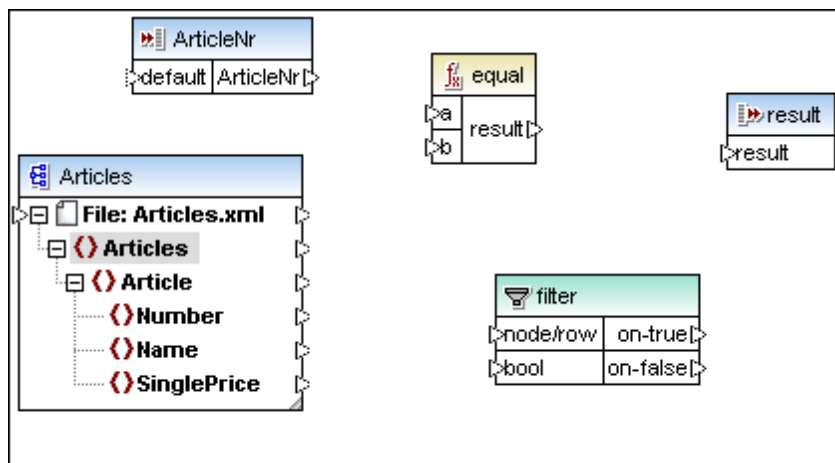 ArticleNr
default ArticleNr
equal
a
result
b
result
result
Articles
File: Articles.xml
Articles
Article
Number
Name
SinglePrice
filter
node/row on-true
bool on-false